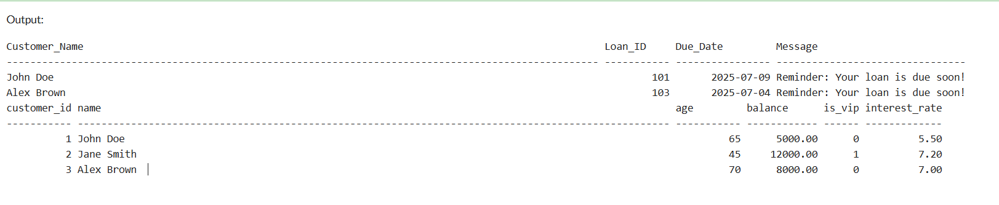 Output:
Customer_Name Loan_ID Due_Date Message
---------------------------------------------------------------------------------------------------- ----------- ---------------- --------------------------------
John Doe 101 2025-07-09 Reminder: Your loan is due soon!
Alex Brown 103 2025-07-04 Reminder: Your loan is due soon!
customer_id name age balance is_vip interest_rate
----------- ---------------------------------------------------------------------------------------------------- ----------- ------------ ------ -------------
1 John Doe 65 5000.00 0 5.50
2 Jane Smith 45 12000.00 1 7.20
3 Alex Brown 70 8000.00 0 7.00